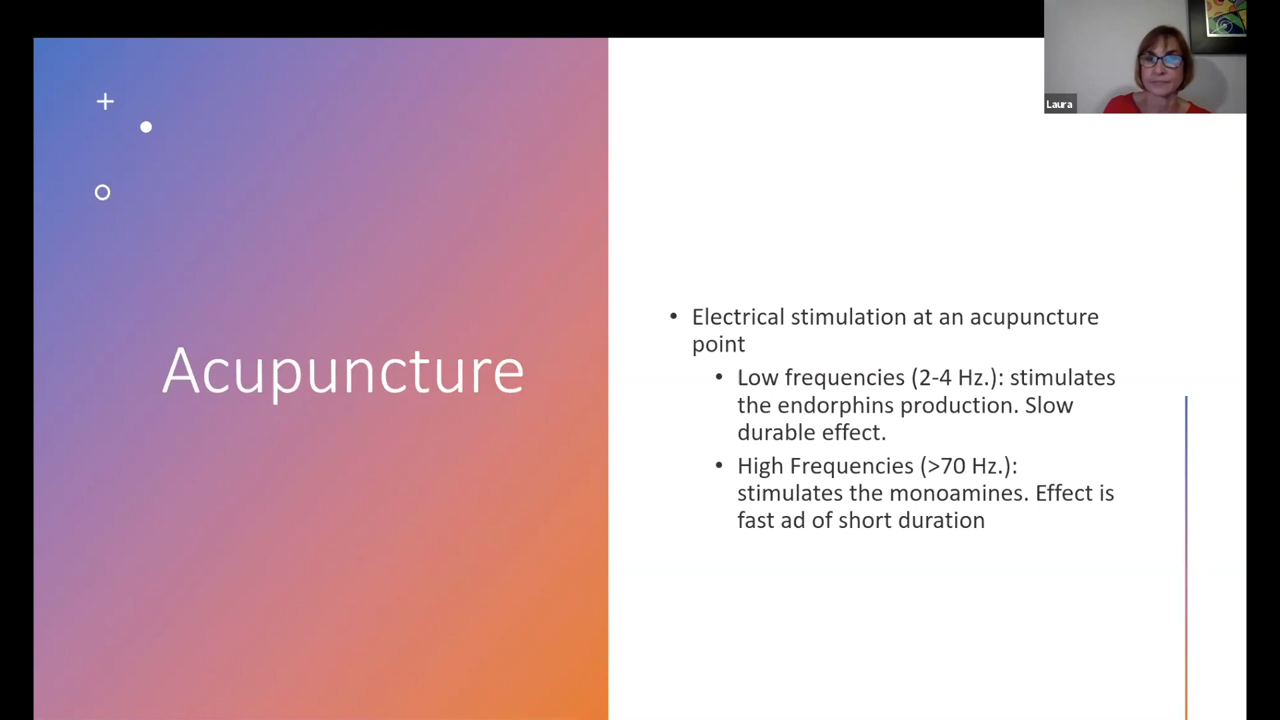 Laura
Acupuncture
• Electrical stimulation at an acupuncture
point
• Low frequencies (2-4 Hz.): stimulates
the endorphins production. Slow
durable effect.
• High Frequencies (>70 Hz.):
stimulates the monoamines. Effect is
fast ad of short duration